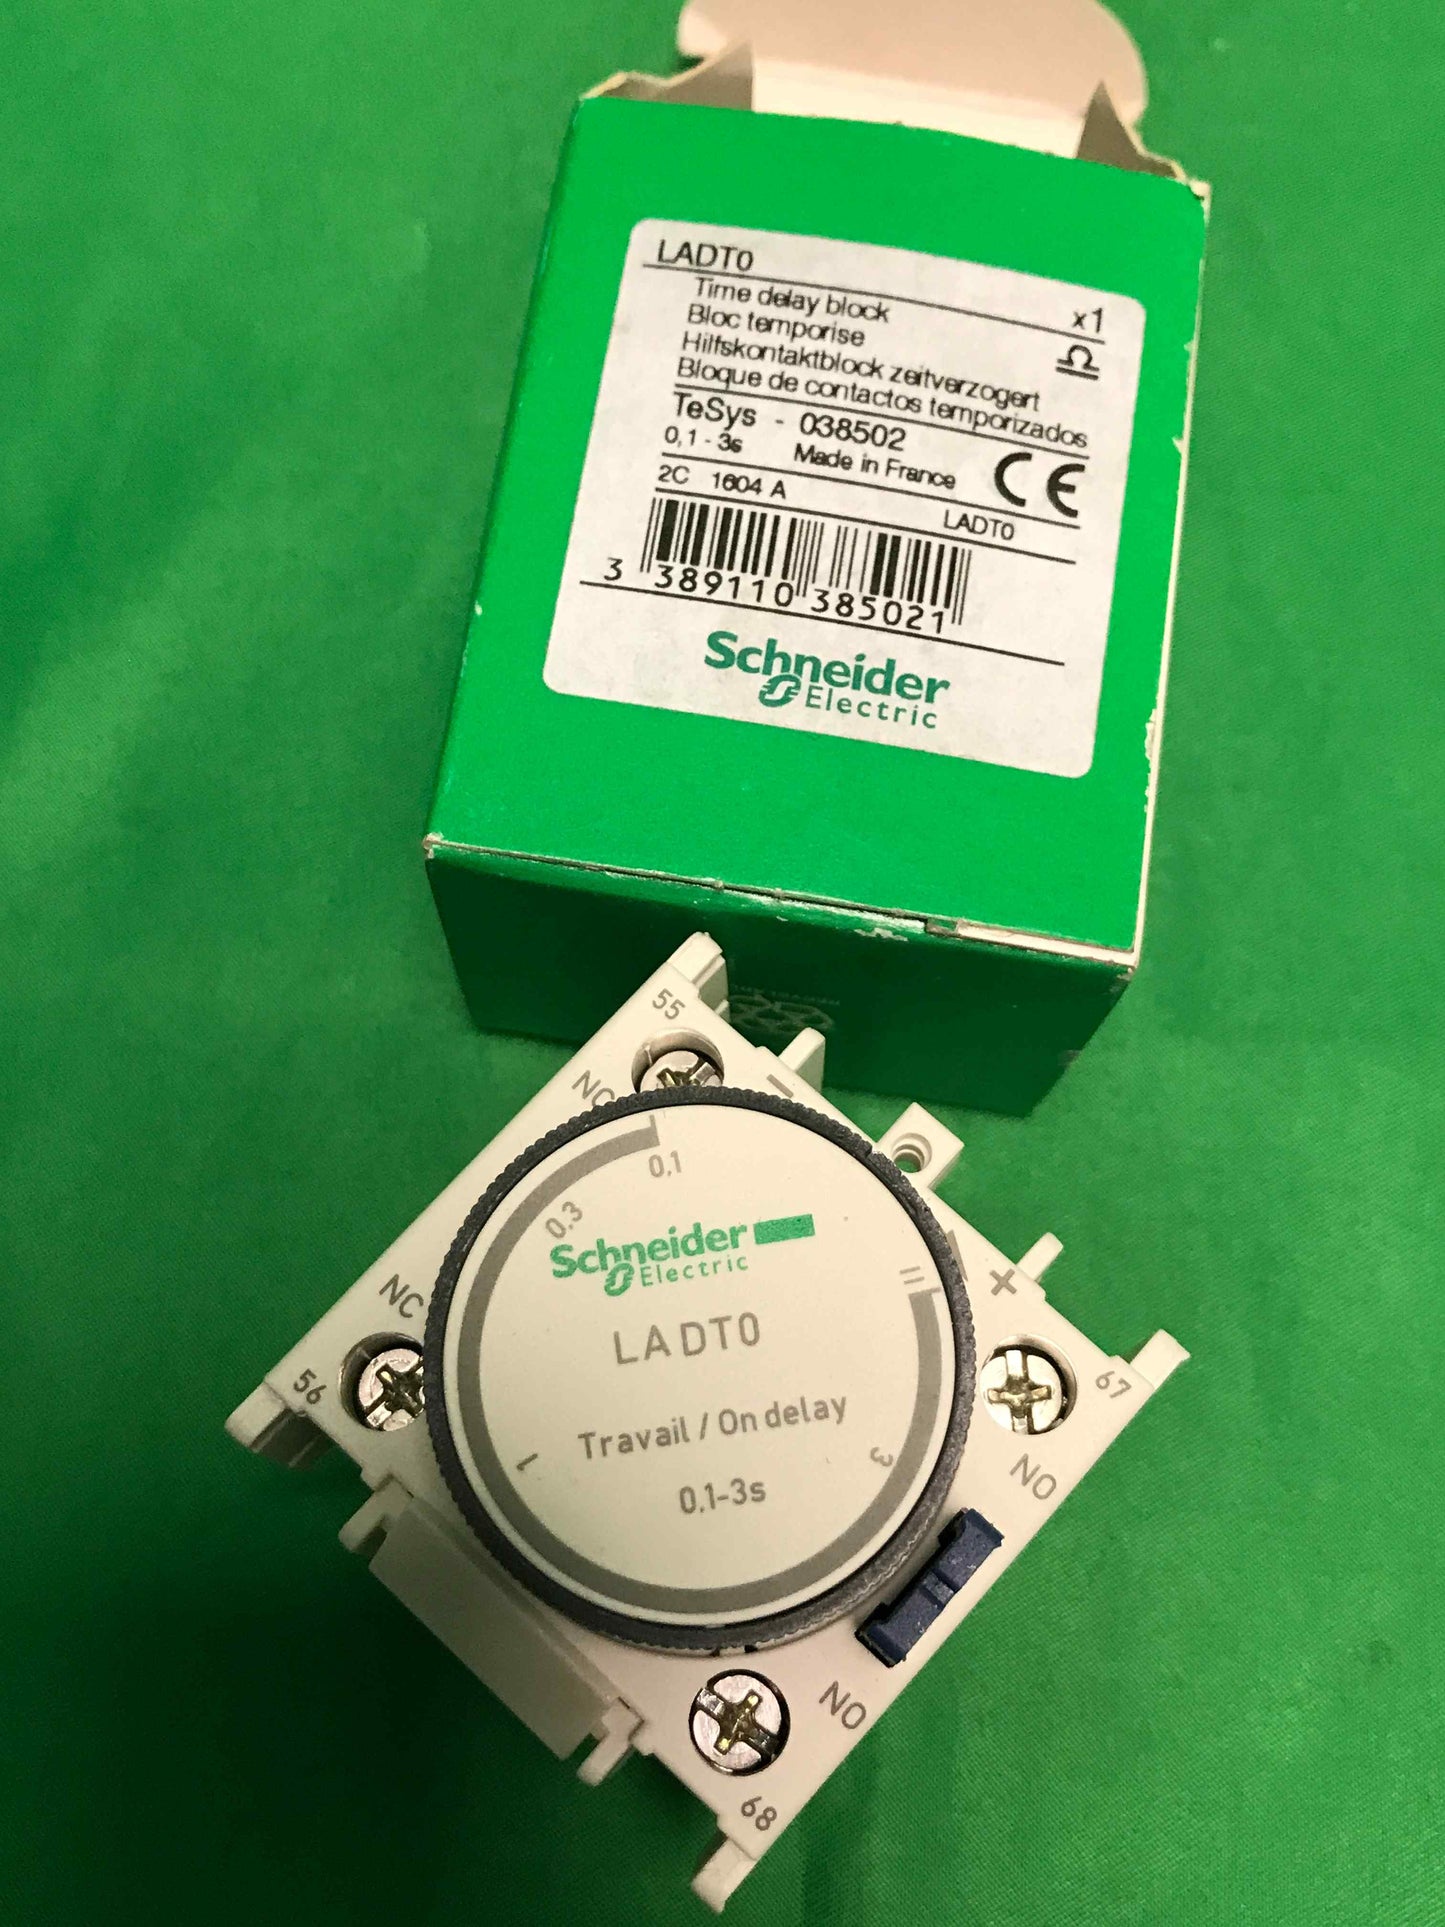 LADT0
x1
Time delay block
Bloc temporise
Hilfskontaktblock zeitverzogert
Bloque de contactos temporizados
TeSys - 038502
0,1 - 3s Made in France CE
2C 1604 A LADT0
3 389110 385021
Schneider
Electric
55
NC
0,1
0,3
Schneider
Electric
LADT0
Travail / On delay
0,1-3s
1
3
NC
56
-
+
67
NO
NO
68